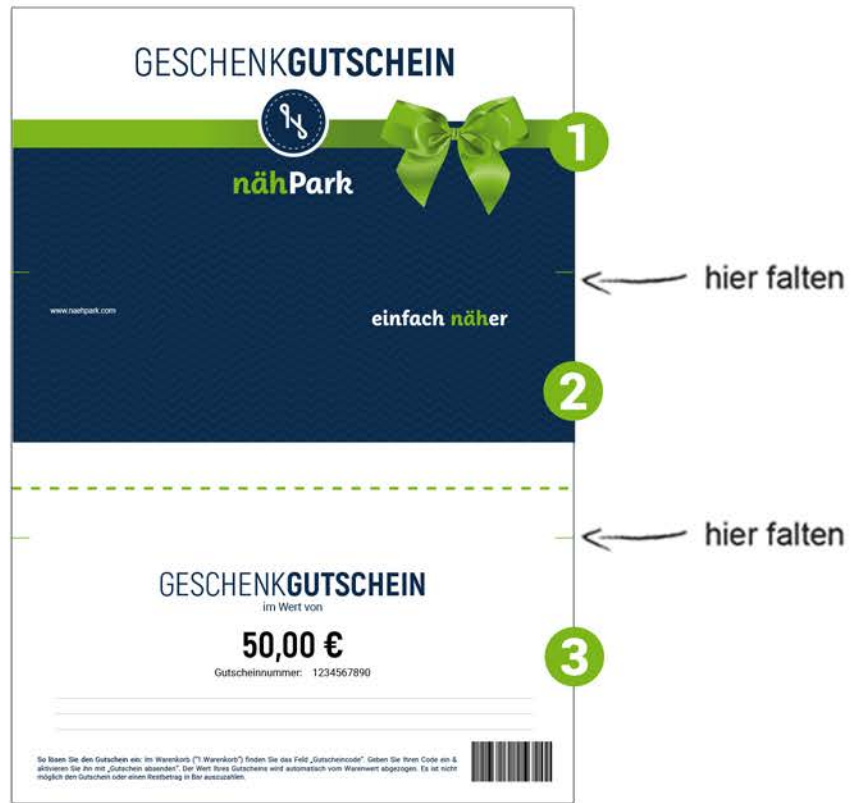 GESCHENKGUTSCHEIN
1
nähPark
hier falten
www.naehpark.com
einfach näher
2
hier falten
GESCHENKGUTSCHEIN
im Wert von
50,00 €
3
Gutscheinnummer: 1234567890
So lösen Sie den Gutschein ein: Im Warenkorb ("1.Warenkorb") finden Sie das Feld „Gutscheincode". Geben Sie Ihren Code ein &
aktivieren Sie ihn mit „Gutschein absenden". Der Wert Ihres Gutscheins wird automatisch vom Warenwert abgezogen. Es ist nicht
möglich den Gutschein oder einen Restbetrag in Bar auszuzahlen.